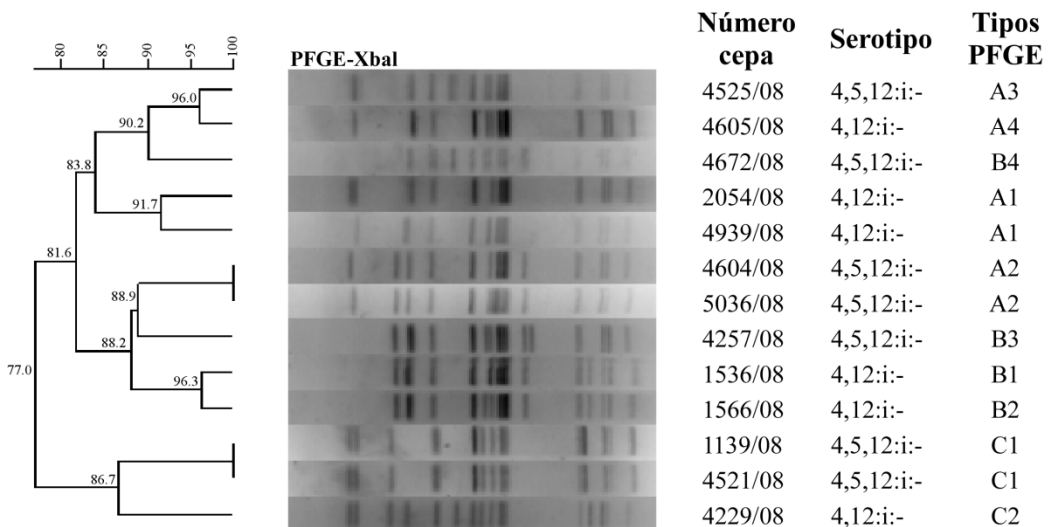 80 85 90 95 100
PFGE-XbaI
Número cepa Serotipo Tipos PFGE
96.0 4525/08 4,5,12:i:- A3
90.2 4605/08 4,12:i:- A4
83.8 4672/08 4,5,12:i:- B4
91.7 2054/08 4,12:i:- A1
4939/08 4,12:i:- A1
81.6 4604/08 4,5,12:i:- A2
88.9 5036/08 4,5,12:i:- A2
88.2 4257/08 4,5,12:i:- B3
77.0 96.3 1536/08 4,12:i:- B1
1566/08 4,12:i:- B2
1139/08 4,5,12:i:- C1
86.7 4521/08 4,5,12:i:- C1
4229/08 4,12:i:- C2